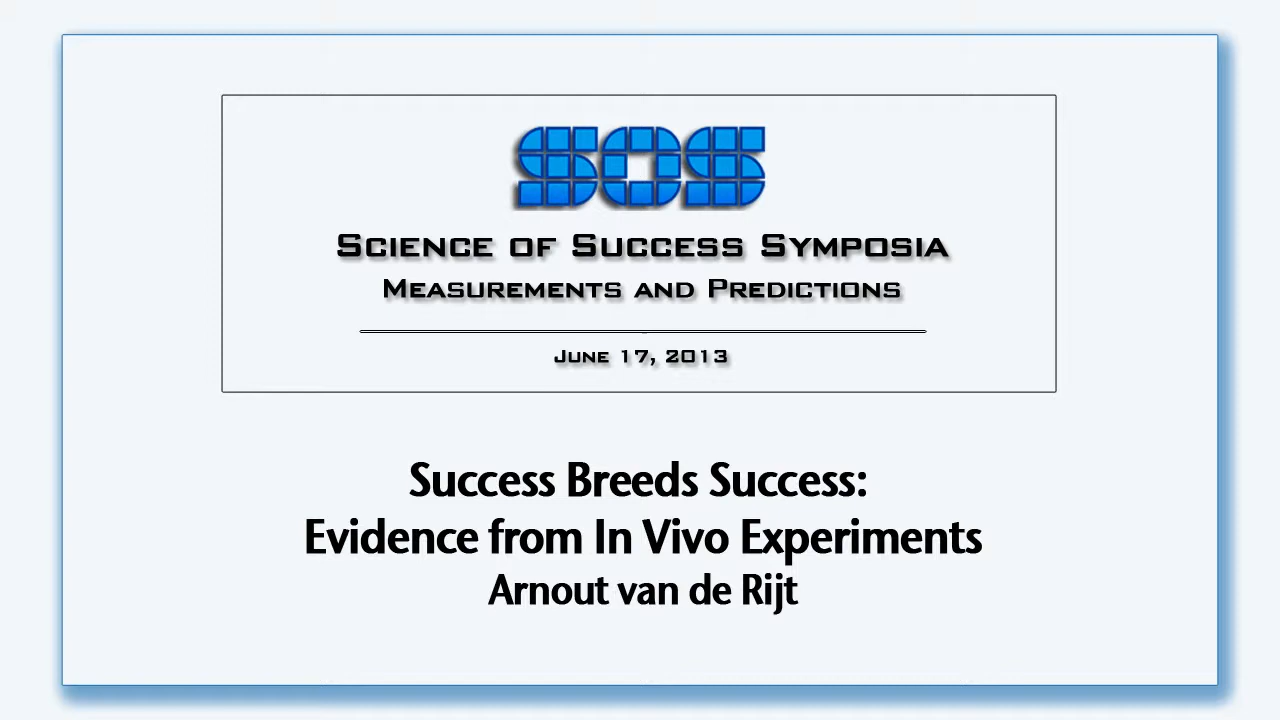 SOS
Science of Success Symposia
Measurements and Predictions
June 17, 2013
Success Breeds Success:
Evidence from In Vivo Experiments
Arnout van de Rijt